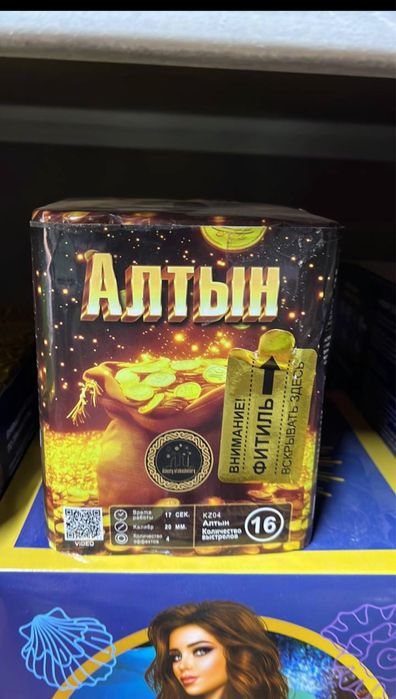 АЛТЫН
ВНИМАНИЕ!
ФИТИЛЬ
ВСКРЫВАТЬ ЗДЕСЬ
VIDEO
Время работы 17 СЕК.
Калибр 20 ММ.
Количество эффектов 4
KZ04
Алтын
Количество выстрелов
16